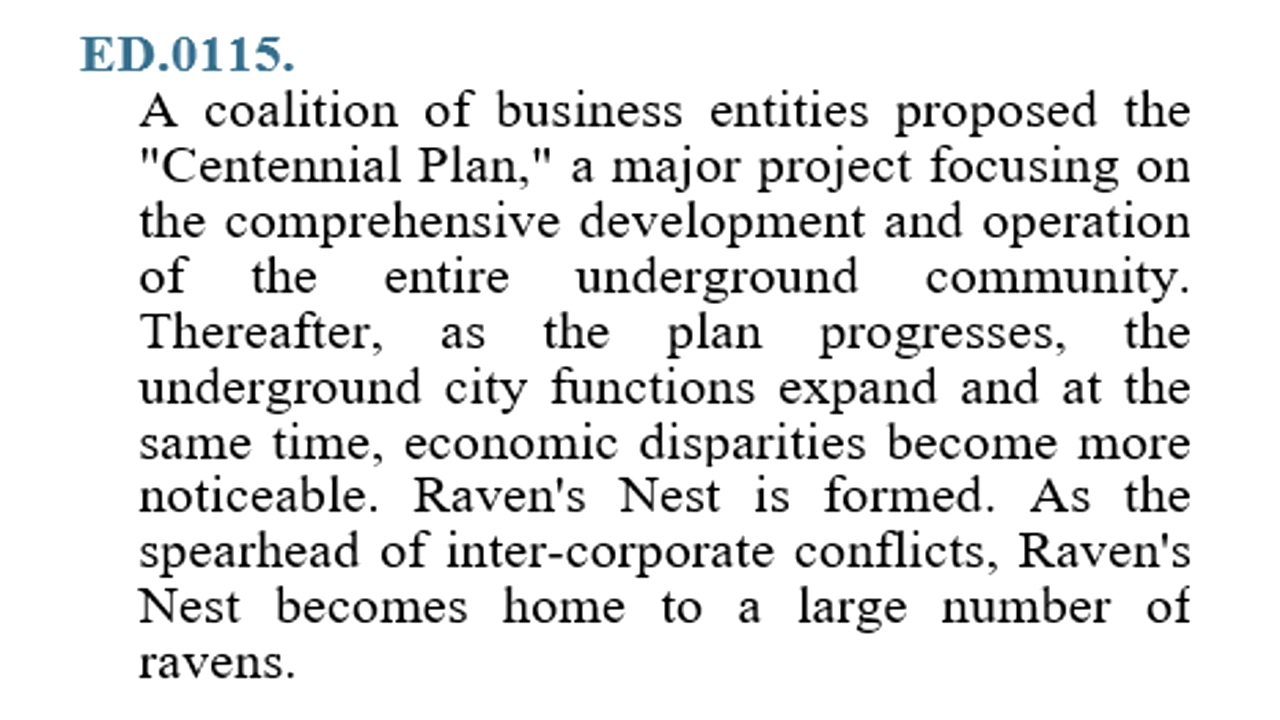 ED.0115.
A coalition of business entities proposed the
"Centennial Plan," a major project focusing on
the comprehensive development and operation
of the entire underground community.
Thereafter, as the plan progresses, the
underground city functions expand and at the
same time, economic disparities become more
noticeable. Raven's Nest is formed. As the
spearhead of inter-corporate conflicts, Raven's
Nest becomes home to a large number of
ravens.